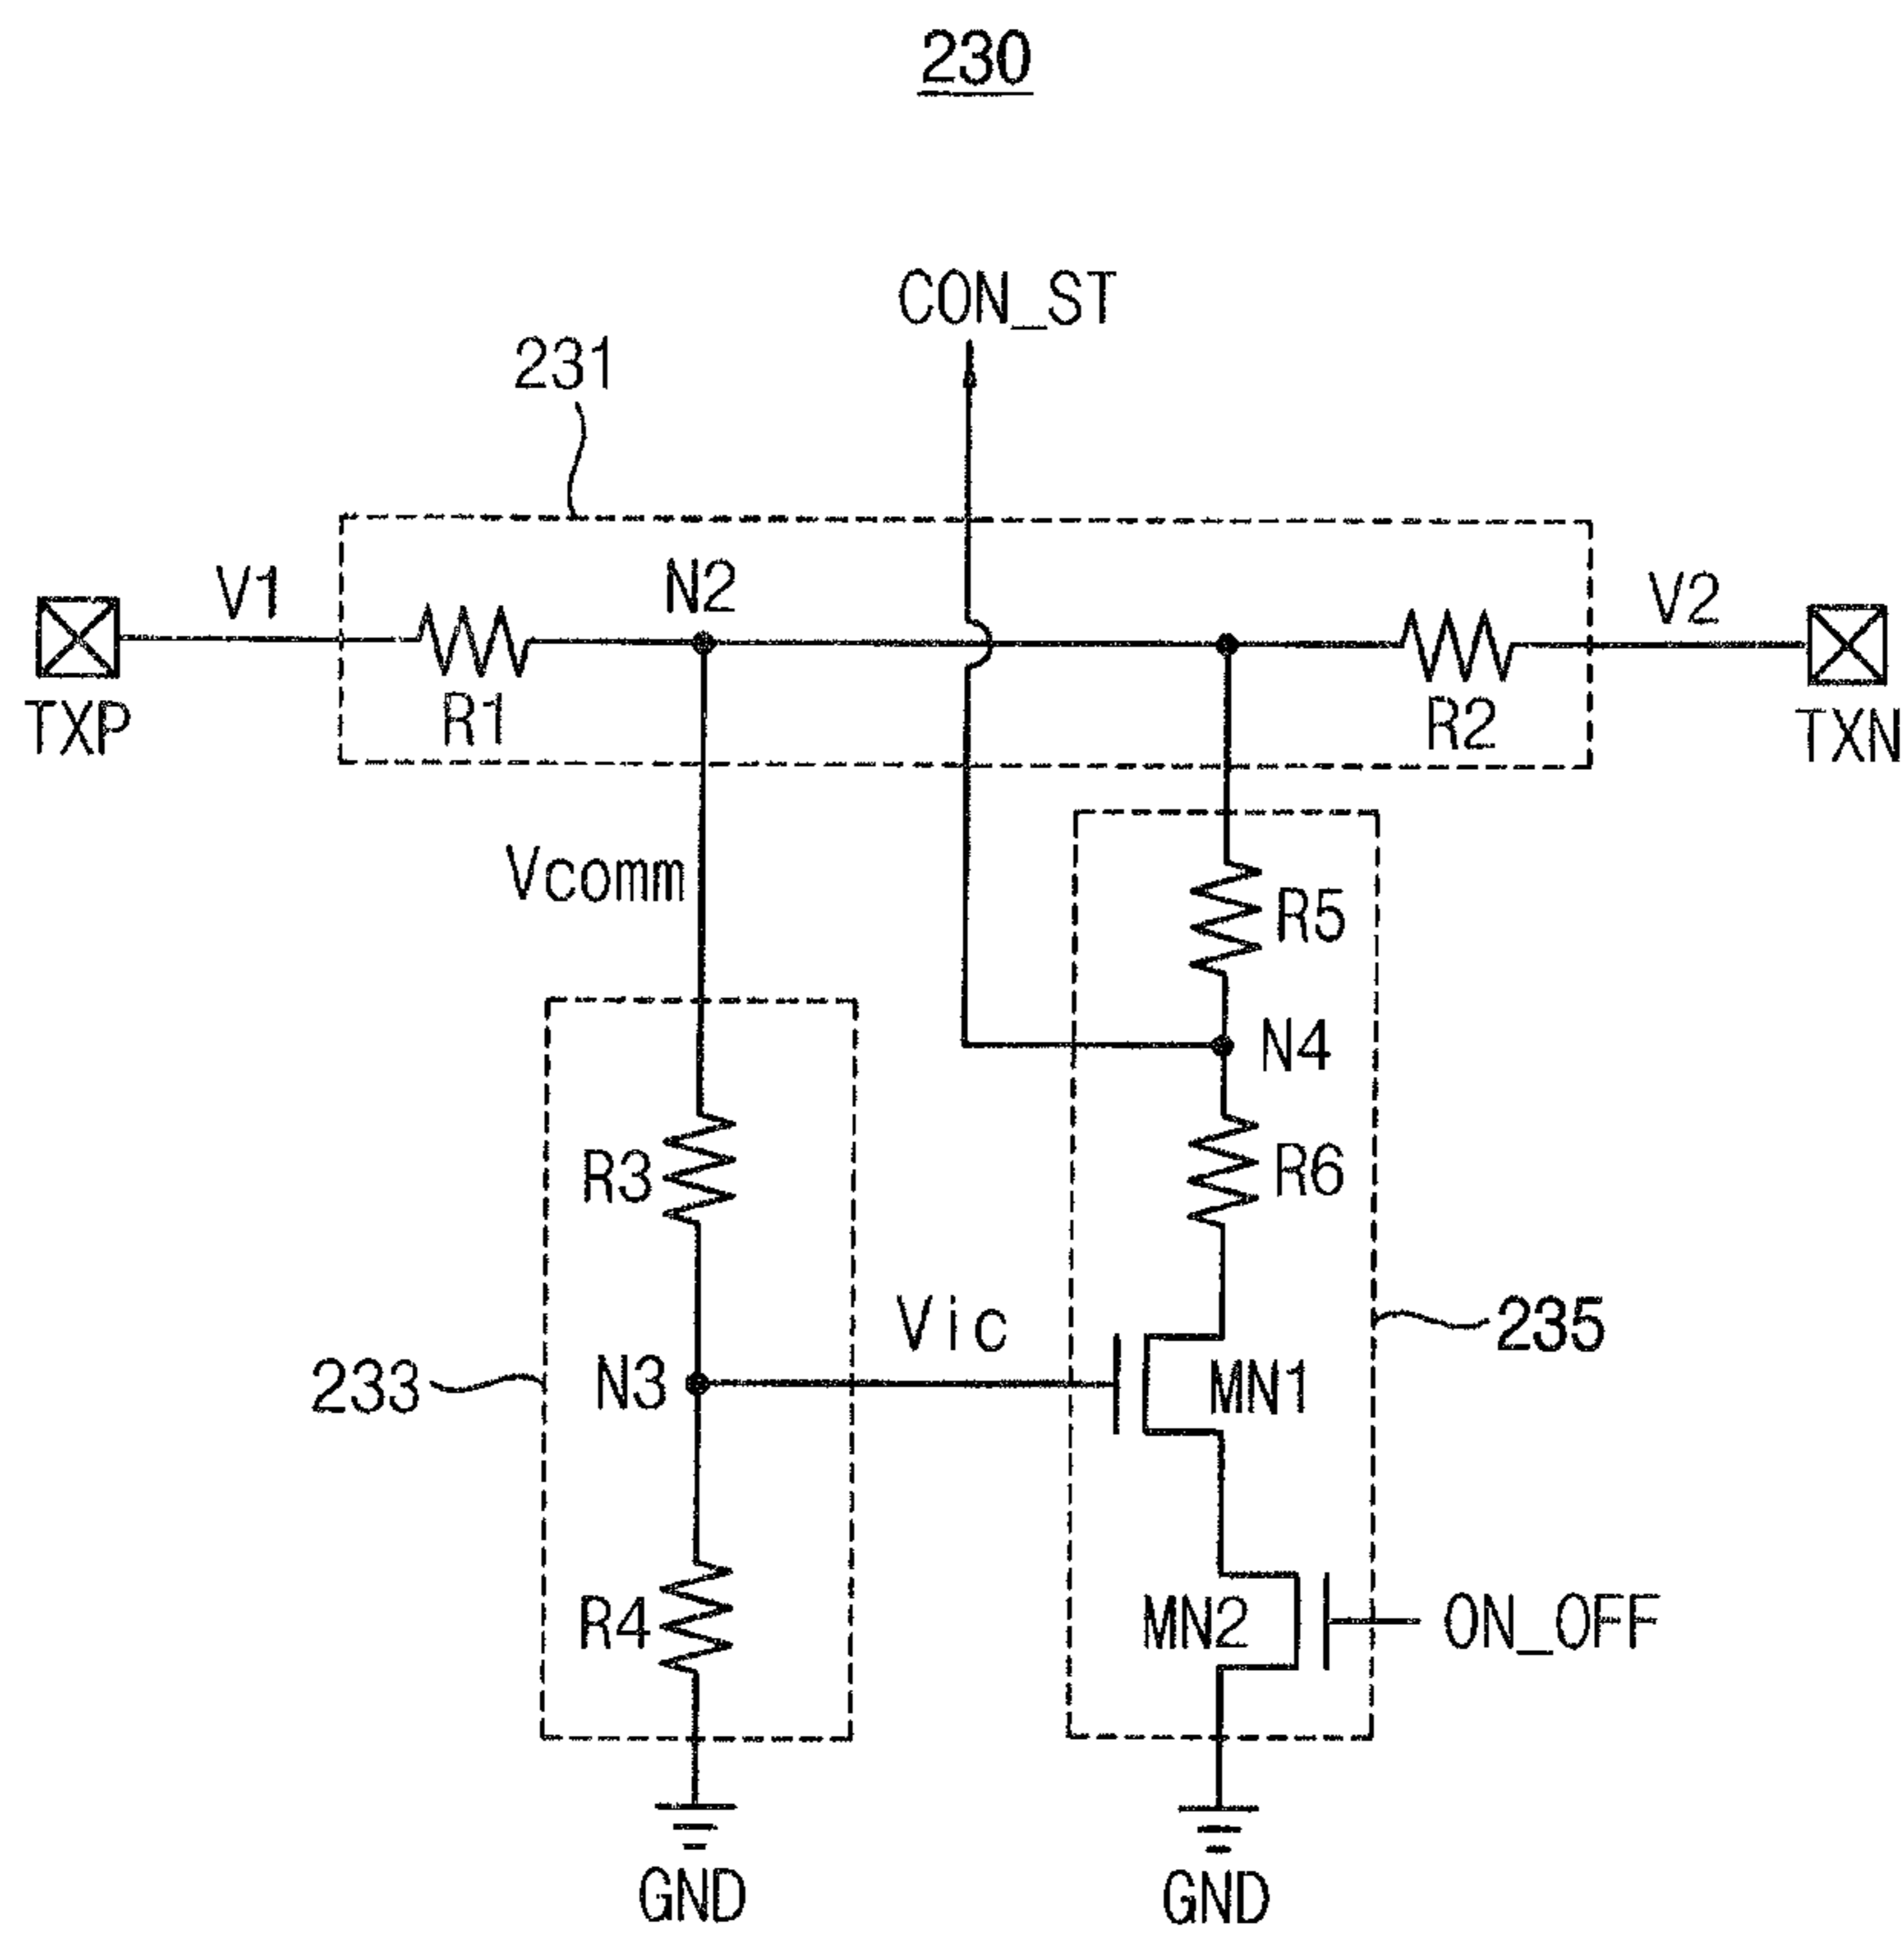 230
CON_ST
231
V1
N2
V2
TXP
R1
R2
TXN
Vcomm
R5
N4
R3
R6
Vic
235
233
N3
MN1
R4
MN2
ON_OFF
GND
GND